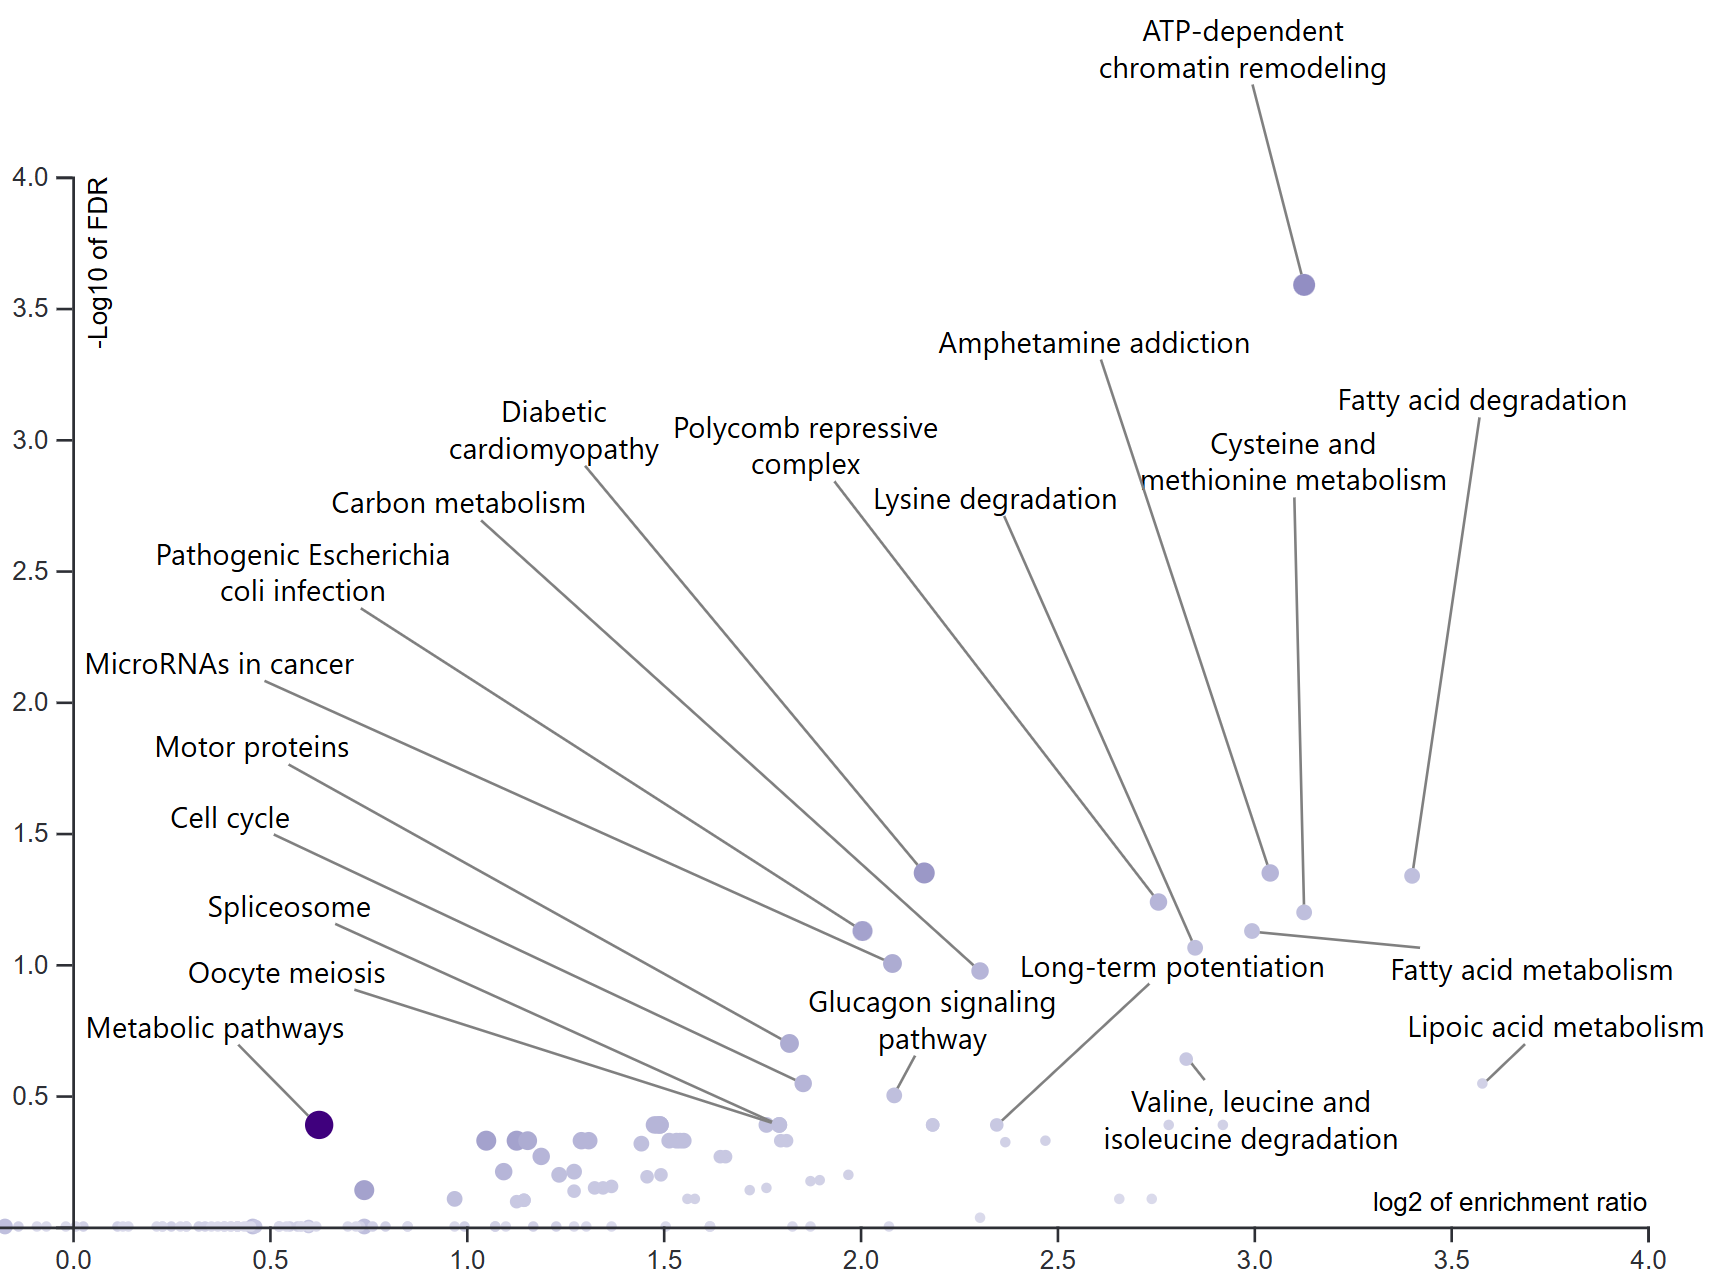 ATP-dependent
chromatin remodeling
4.0
-Log10 of FDR
3.5
Amphetamine addiction
Fatty acid degradation
Diabetic
cardiomyopathy
Polycomb repressive
complex
3.0
Cysteine and
methionine metabolism
Carbon metabolism
Lysine degradation
Pathogenic Escherichia
coli infection
2.5
MicroRNAs in cancer
2.0
Motor proteins
Cell cycle
1.5
Spliceosome
Oocyte meiosis
1.0
Long-term potentiation
Fatty acid metabolism
Glucagon signaling
pathway
Metabolic pathways
Lipoic acid metabolism
0.5
Valine, leucine and
isoleucine degradation
log2 of enrichment ratio
0.0 0.5 1.0 1.5 2.0 2.5 3.0 3.5 4.0